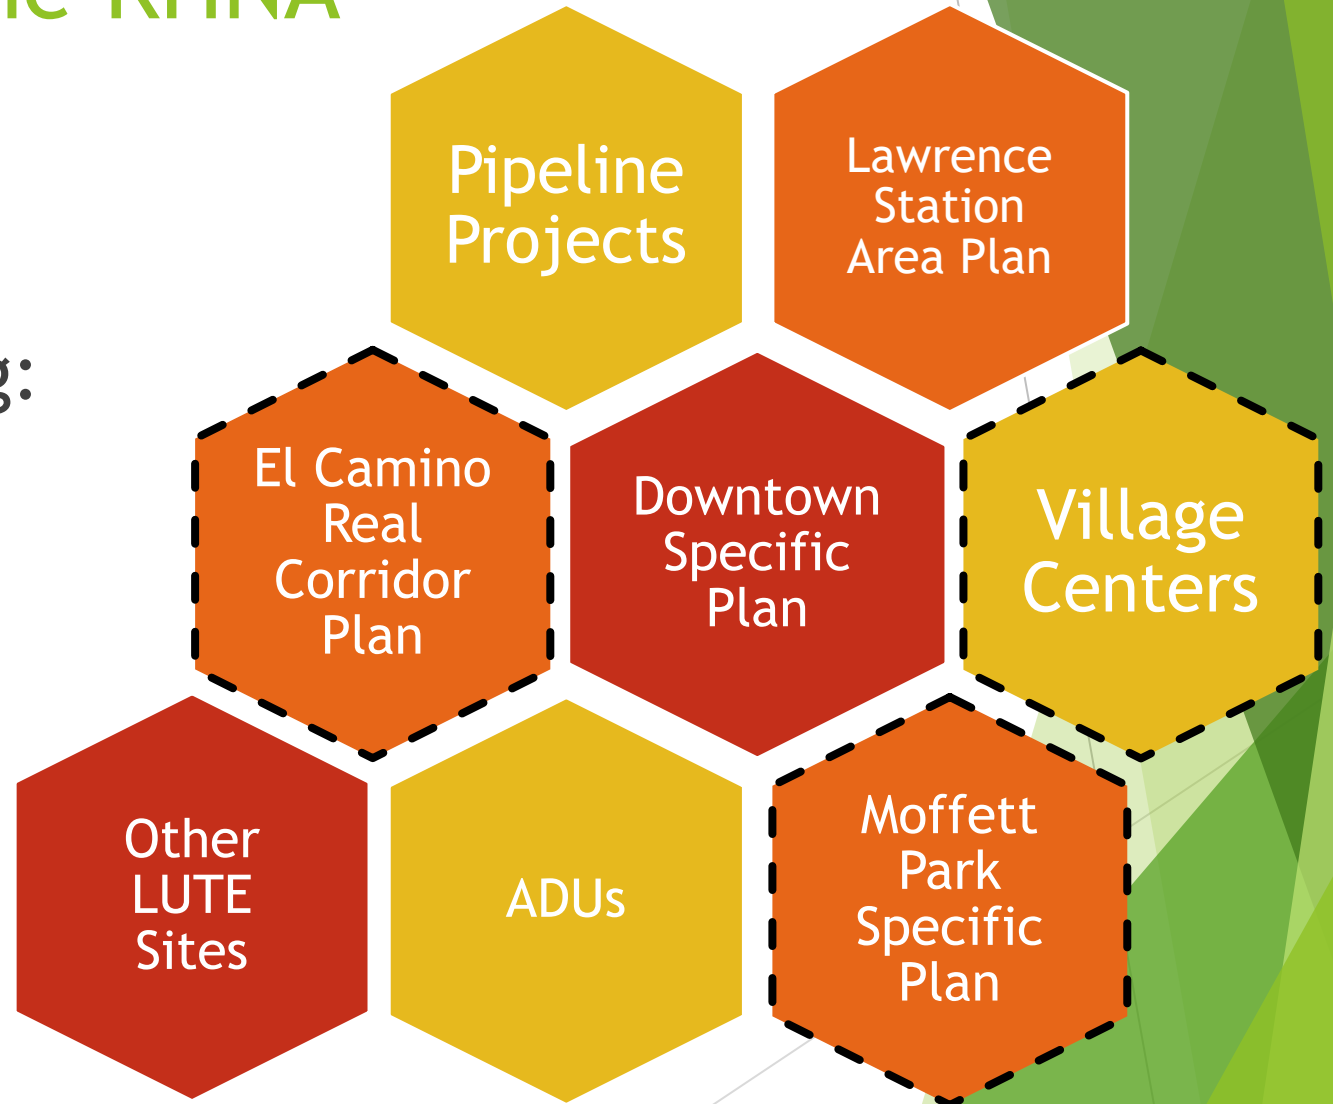 RHNA
Pipeline
Projects
Lawrence
Station
Area Plan
g:
El Camino
Real
Corridor
Plan
Downtown
Specific
Plan
Village
Centers
Other
LUTE
Sites
ADUs
Moffett
Park
Specific
Plan